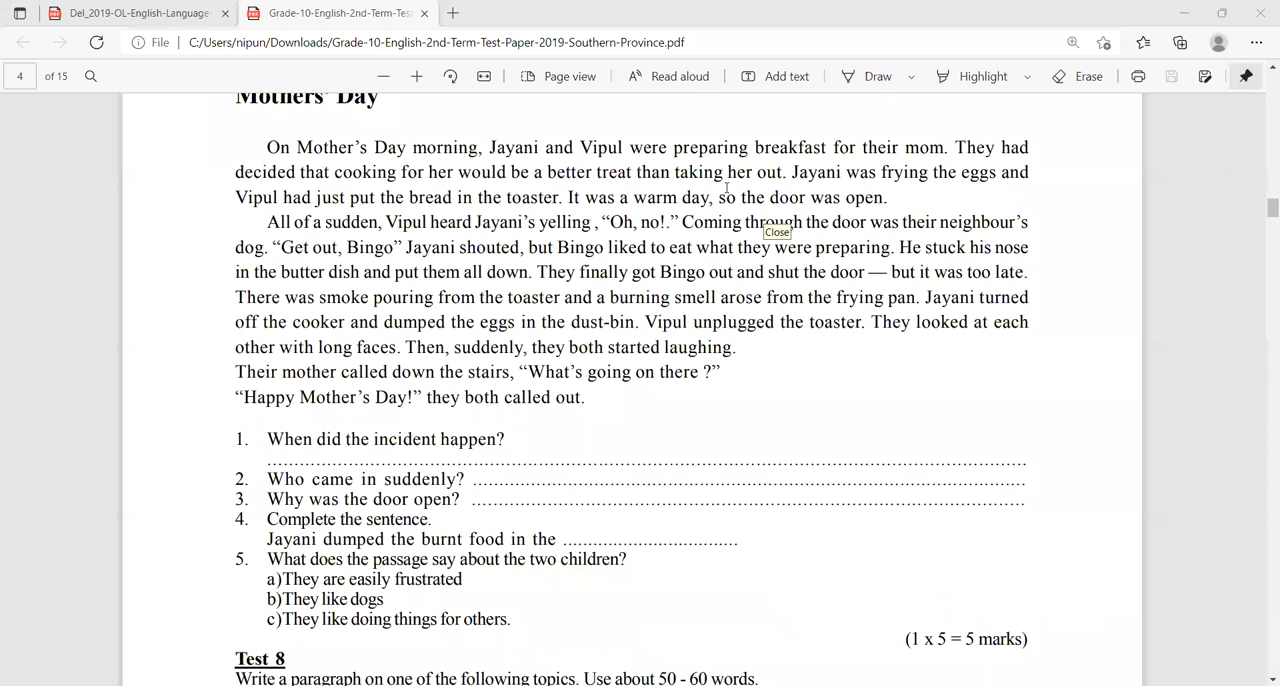 Del_2019-OL-English-Language-
Grade-10-English-2nd-Term-Test
File | C:/Users/nipun/Downloads/Grade-10-English-2nd-Term-Test-Paper-2019-Southern-Province.pdf
4 of 15 Page view Read aloud Add text Draw Highlight Erase
Mothers' Day
On Mother's Day morning, Jayani and Vipul were preparing breakfast for their mom. They had
decided that cooking for her would be a better treat than taking her out. Jayani was frying the eggs and
Vipul had just put the bread in the toaster. It was a warm day, so the door was open.
All of a sudden, Vipul heard Jayani's yelling , “Oh, no!.” Coming through the door was their neighbour's
Close
dog. “Get out, Bingo” Jayani shouted, but Bingo liked to eat what they were preparing. He stuck his nose
in the butter dish and put them all down. They finally got Bingo out and shut the door — but it was too late.
There was smoke pouring from the toaster and a burning smell arose from the frying pan. Jayani turned
off the cooker and dumped the eggs in the dust-bin. Vipul unplugged the toaster. They looked at each
other with long faces. Then, suddenly, they both started laughing.
Their mother called down the stairs, “What's going on there ?”
“Happy Mother's Day!” they both called out.
1. When did the incident happen?
2. Who came in suddenly?
3. Why was the door open?
4. Complete the sentence.
Jayani dumped the burnt food in the ..................................
5. What does the passage say about the two children?
a)They are easily frustrated
b)They like dogs
c)They like doing things for others.
(1 x 5 = 5 marks)
Test 8
Write a paragraph on one of the following topics. Use about 50 - 60 words.